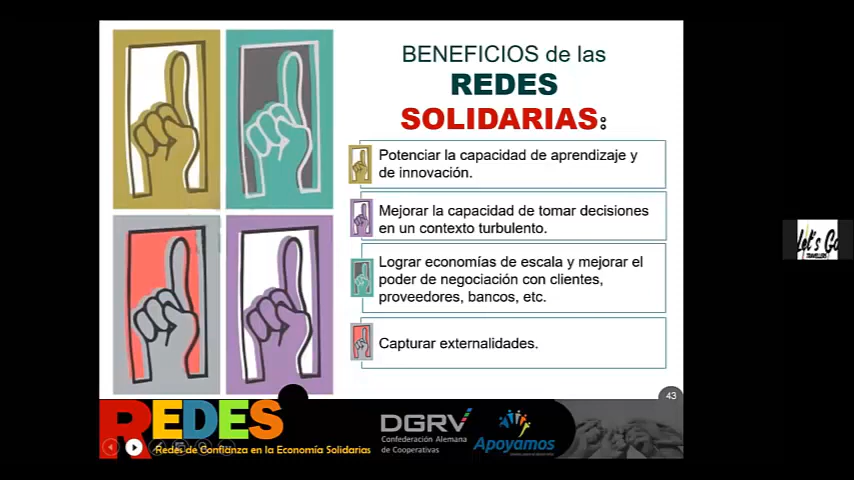 BENEFICIOS de las
REDES
SOLIDARIAS:
Potenciar la capacidad de aprendizaje y
de innovación.
Mejorar la capacidad de tomar decisiones
en un contexto turbulento.
Lograr economías de escala y mejorar el
poder de negociación con clientes,
proveedores, bancos, etc.
Capturar externalidades.
43
REDES
Redes de Confianza en la Economía Solidarias
DGRV
Confederación Alemana
de Cooperativas
Apoyamos
Let's Go
TRAVELLERS